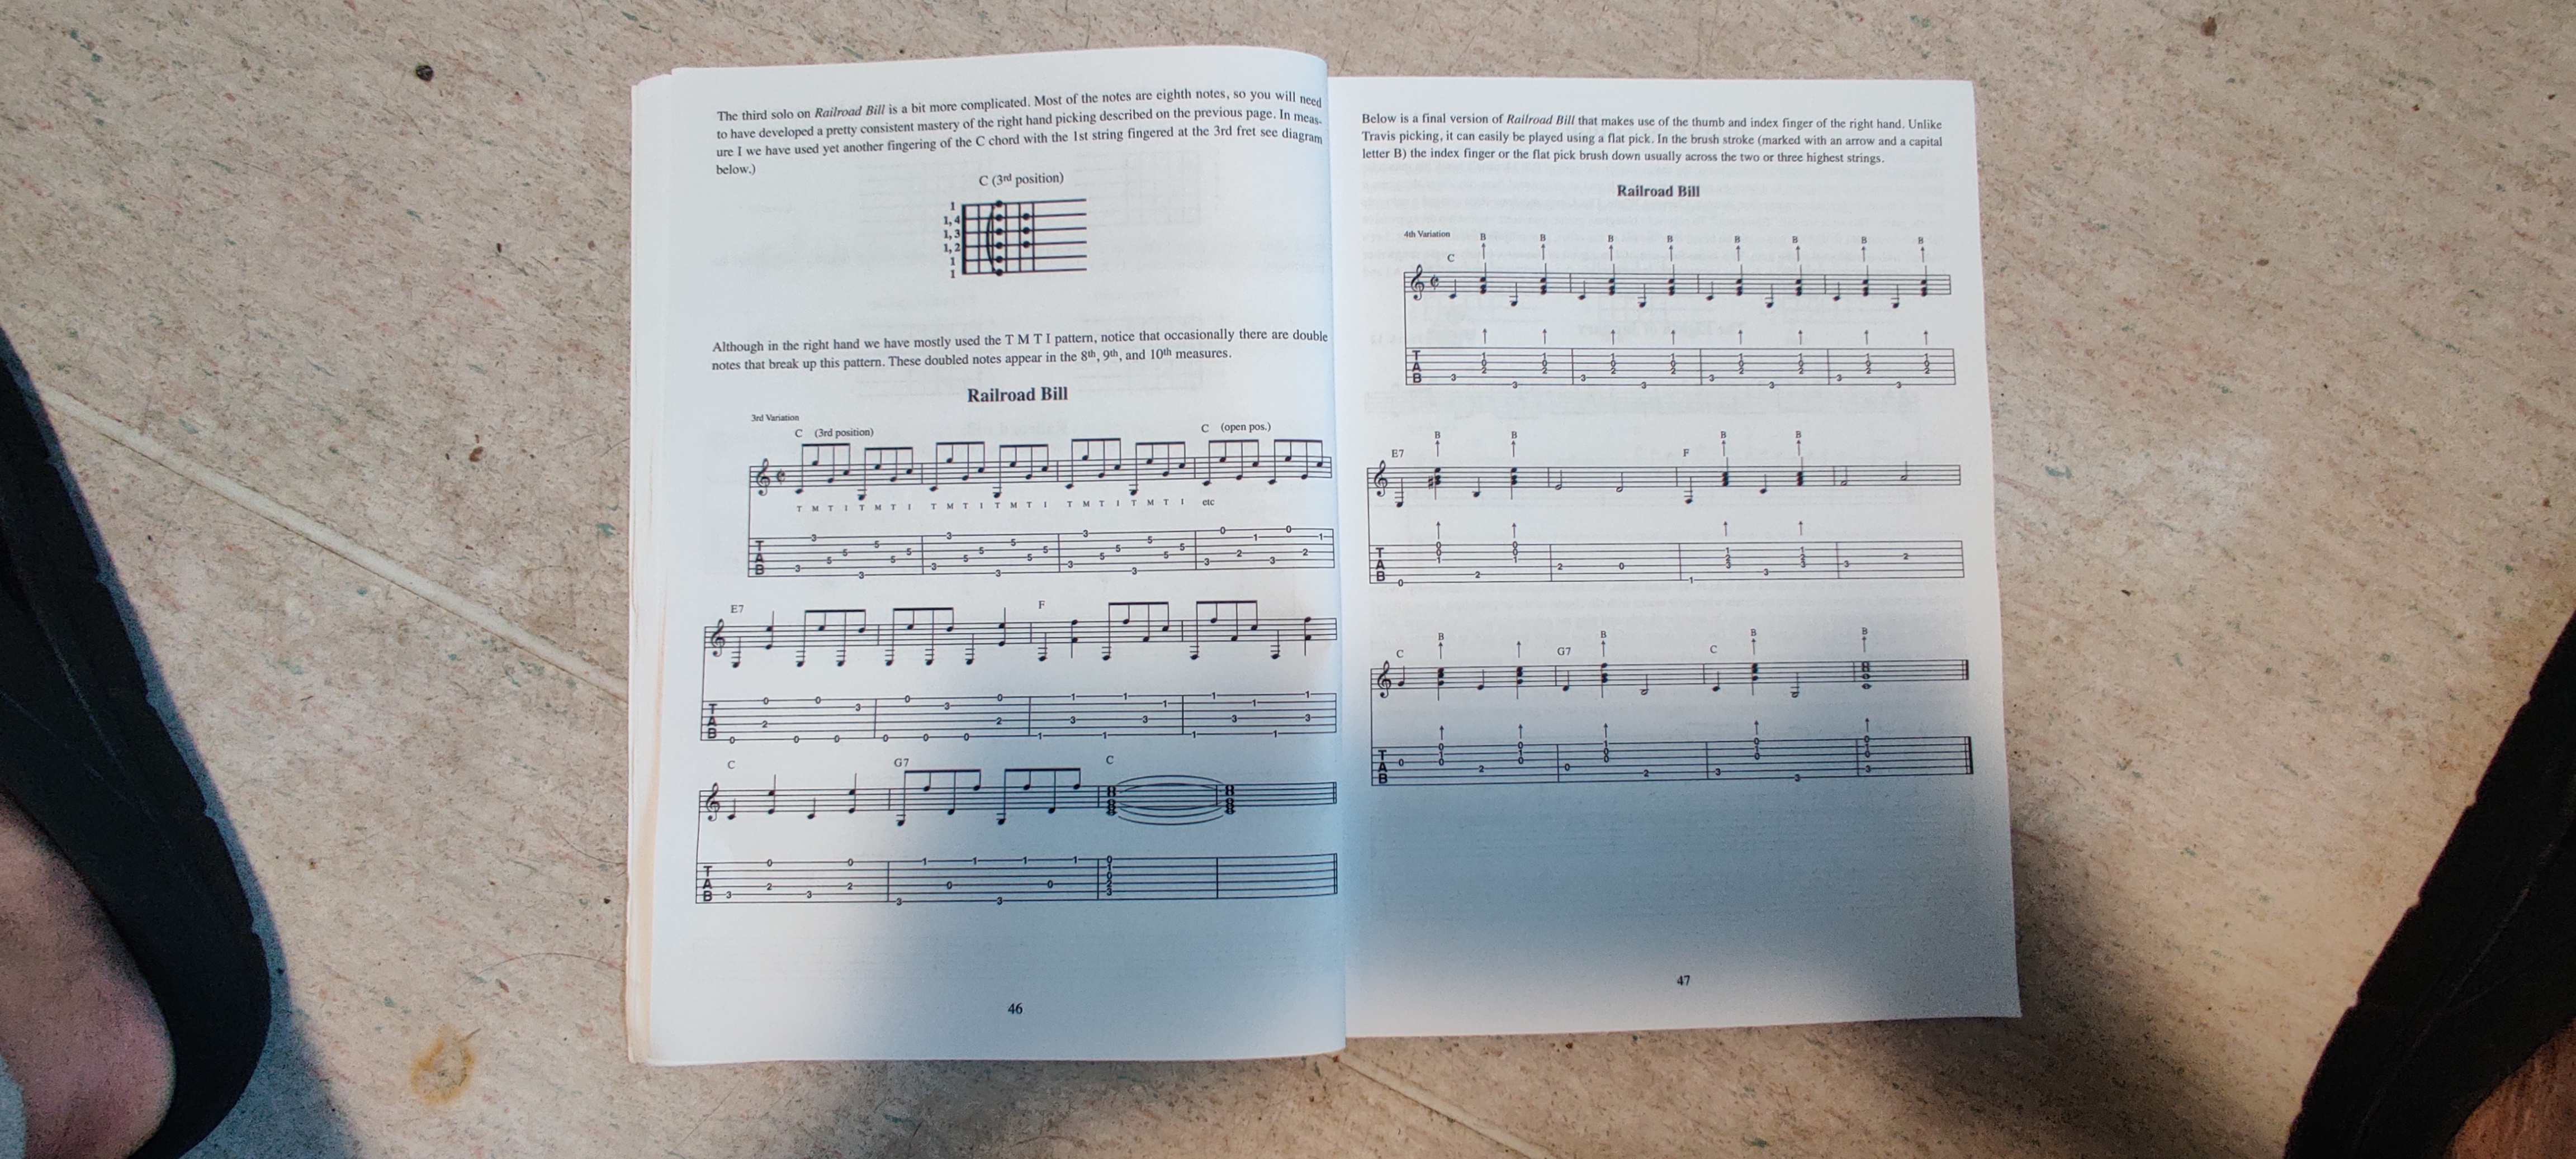 The third solo on Railroad Bill is a bit more complicated. Most of the notes are eighth notes, so you will need
to have developed a pretty consistent mastery of the right hand picking described on the previous page. In meas-
ure I we have used yet another fingering of the C chord with the 1st string fingered at the 3rd fret see diagram
below.)
C (3rd position)
1 1,4 1,3 1,2 1 1
Although in the right hand we have mostly used the T M T I pattern, notice that occasionally there are double
notes that break up this pattern. These doubled notes appear in the 8th, 9th, and 10th measures.
Railroad Bill
3rd Variation
C (3rd position) C (open pos.)
T M T I T M T I T M T I T M T I T M T I T M T I etc
T A B
E7 F
T A B
C G7 C
T A B
46
Below is a final version of Railroad Bill that makes use of the thumb and index finger of the right hand. Unlike
Travis picking, it can easily be played using a flat pick. In the brush stroke (marked with an arrow and a capital
letter B) the index finger or the flat pick brush down usually across the two or three highest strings.
Railroad Bill
4th Variation
C B B B B B B B B
T A B
E7 B B F B B
T A B
C B G7 B C B B
T A B
47